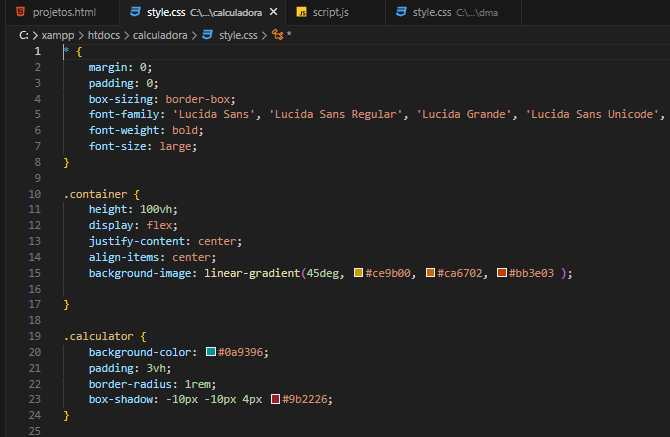 projetos.html style.css C:\...\calculadora script.js style.css C:\...\dma
C: > xampp > htdocs > calculadora > style.css > *
1 * {
2 margin: 0;
3 padding: 0;
4 box-sizing: border-box;
5 font-family: 'Lucida Sans', 'Lucida Sans Regular', 'Lucida Grande', 'Lucida Sans Unicode',
6 font-weight: bold;
7 font-size: large;
8 }
9
10 .container {
11 height: 100vh;
12 display: flex;
13 justify-content: center;
14 align-items: center;
15 background-image: linear-gradient(45deg, #ce9b00, #ca6702, #bb3e03 );
16
17 }
18
19 .calculator {
20 background-color: #0a9396;
21 padding: 3vh;
22 border-radius: 1rem;
23 box-shadow: -10px -10px 4px #9b2226;
24 }
25